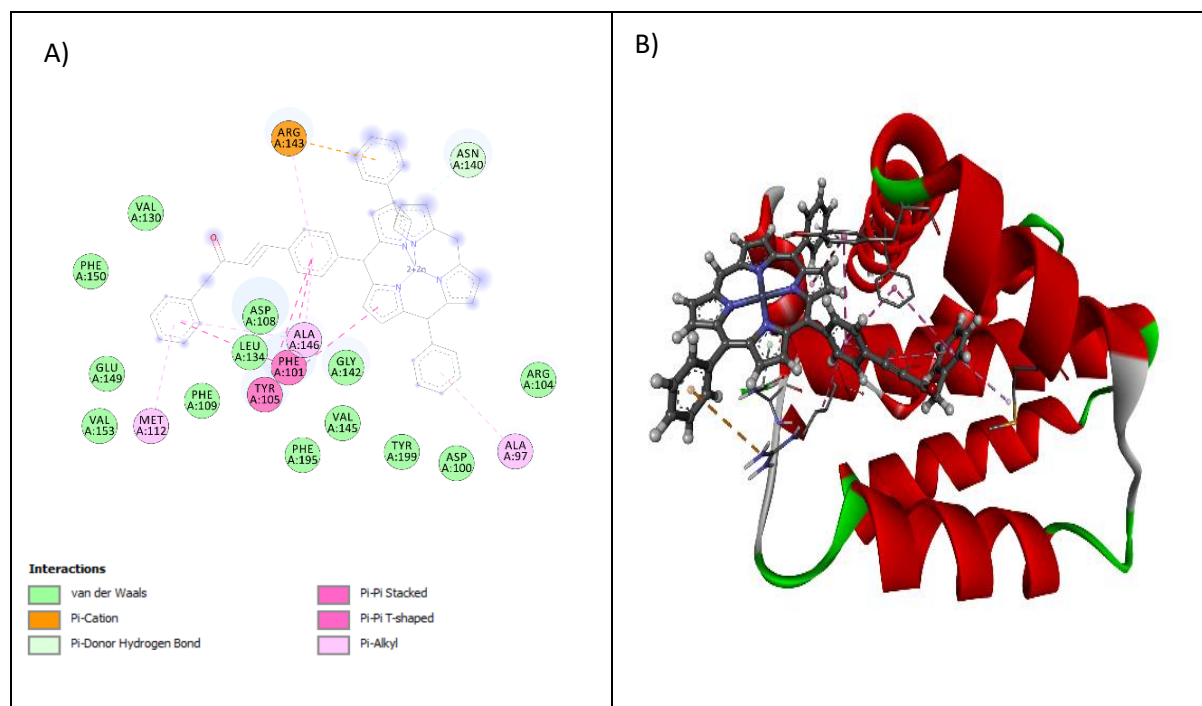 A)
B)
ARG
A:143
ASN
A:140
VAL
A:130
O
PHE
A:150
N
N
2+Zn
N
N
ASP
A:108
LEU
A:134
ALA
A:146
PHE
A:101
GLY
A:142
TYR
A:105
GLU
A:149
PHE
A:109
ARG
A:104
VAL
A:153
MET
A:112
VAL
A:145
PHE
A:195
TYR
A:199
ASP
A:100
ALA
A:97
Interactions
van der Waals
Pi-Cation
Pi-Donor Hydrogen Bond
Pi-Pi Stacked
Pi-Pi T-shaped
Pi-Alkyl